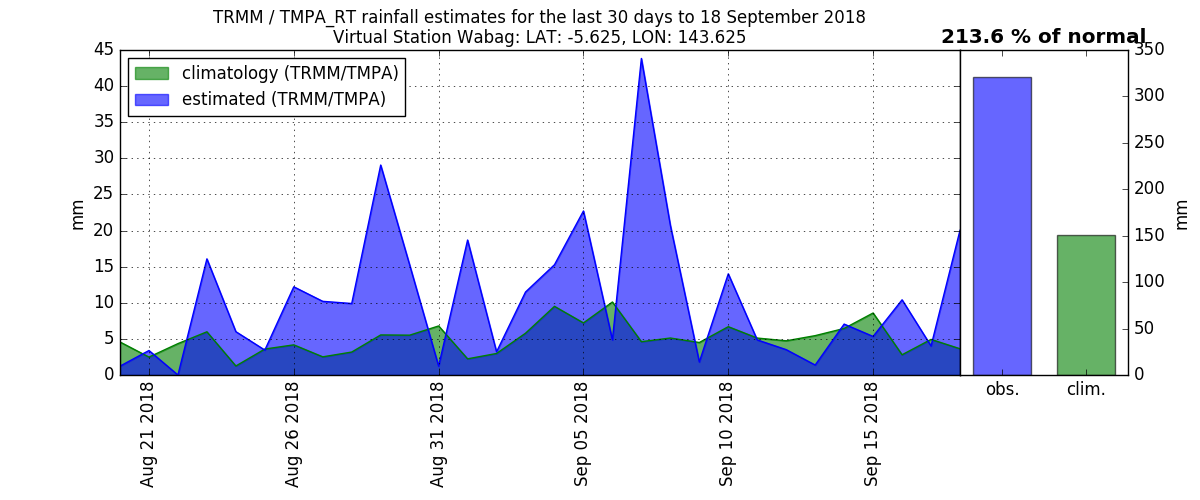 TRMM / TMPA_RT rainfall estimates for the last 30 days to 18 September 2018
Virtual Station Wabag: LAT: -5.625, LON: 143.625
213.6 % of normal
climatology (TRMM/TMPA)
estimated (TRMM/TMPA)
mm
45
40
35
30
25
20
15
10
5
0
Aug 21 2018
Aug 26 2018
Aug 31 2018
Sep 05 2018
Sep 10 2018
Sep 15 2018
obs.
clim.
350
300
250
200
150
100
50
0
mm